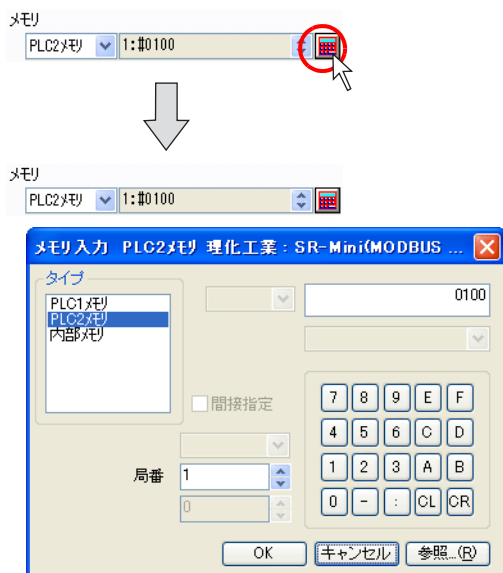 メモリ
PLC2メモリ 1:#0100
メモリ
PLC2メモリ 1:#0100
メモリ入力 PLC2メモリ 理化工業：SR-Mini(MODBUS ...
タイプ
PLC1メモリ
PLC2メモリ
内部メモリ
0100
間接指定
局番 1
0
7 8 9 E F
4 5 6 C D
1 2 3 A B
0 - : CL CR
OK キャンセル 参照...(R)